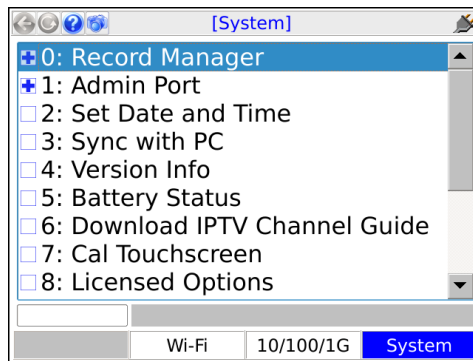 [System]
0: Record Manager
1: Admin Port
2: Set Date and Time
3: Sync with PC
4: Version Info
5: Battery Status
6: Download IPTV Channel Guide
7: Cal Touchscreen
8: Licensed Options
Wi-Fi 10/100/1G System